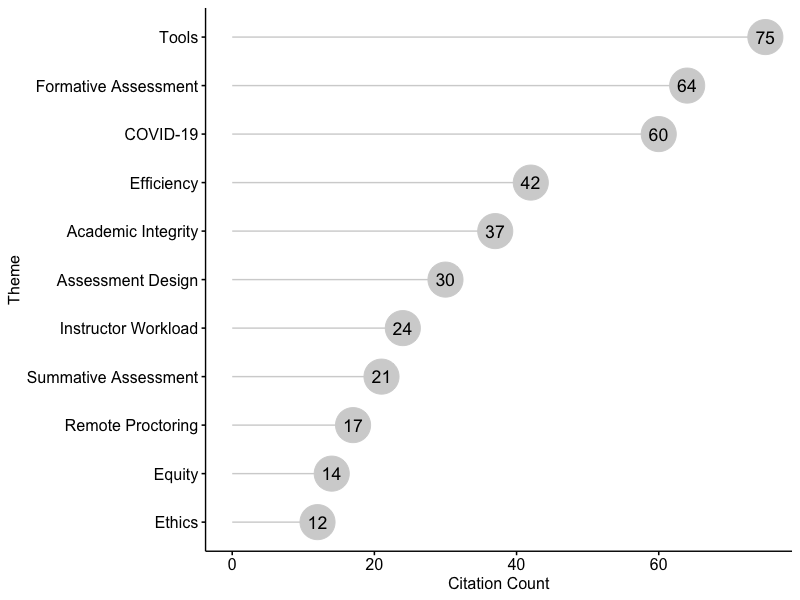 Theme
Tools 75
Formative Assessment 64
COVID-19 60
Efficiency 42
Academic Integrity 37
Assessment Design 30
Instructor Workload 24
Summative Assessment 21
Remote Proctoring 17
Equity 14
Ethics 12
0 20 40 60
Citation Count